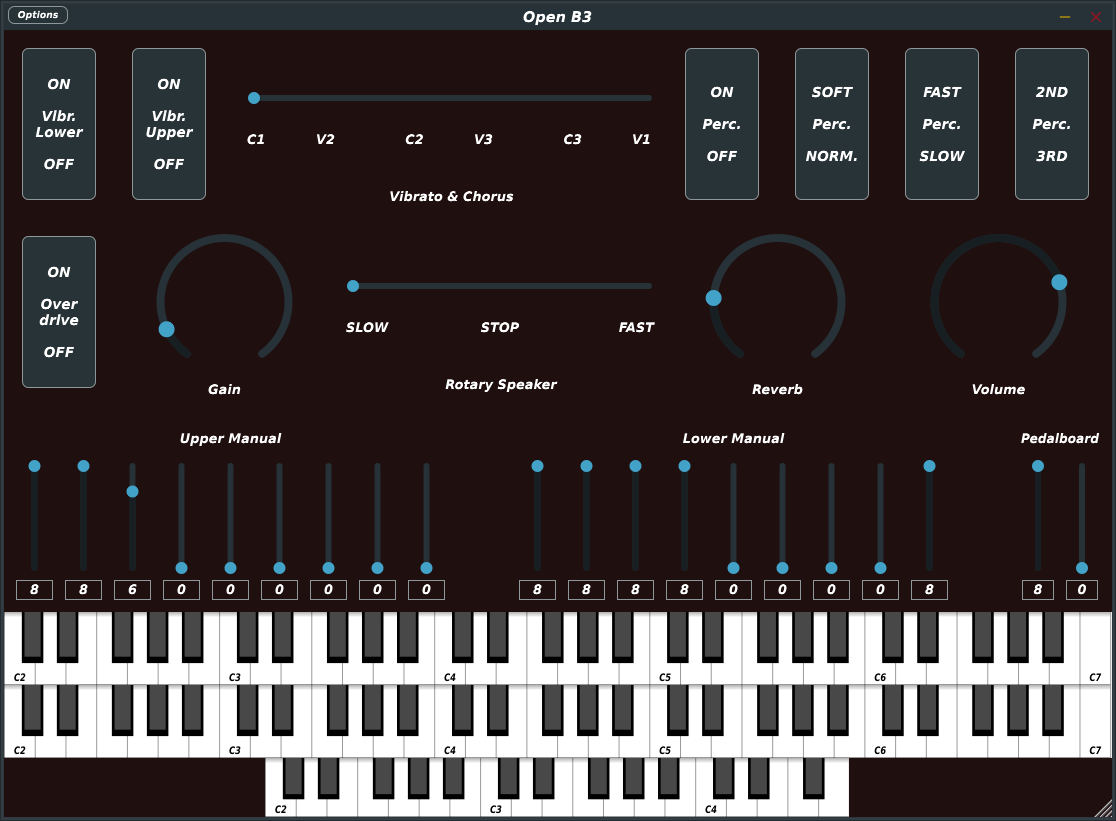 Options
Open B3
ON
Vibr.
Lower
OFF
ON
Vibr.
Upper
OFF
C1 V2 C2 V3 C3 V1
Vibrato & Chorus
ON
Perc.
OFF
SOFT
Perc.
NORM.
FAST
Perc.
SLOW
2ND
Perc.
3RD
ON
Over
drive
OFF
Gain
SLOW STOP FAST
Rotary Speaker
Reverb
Volume
Upper Manual
Lower Manual
Pedalboard
8 8 6 0 0 0 0 0 0
8 8 8 8 0 0 0 0 8
8 0
C2 C3 C4 C5 C6 C7
C2 C3 C4 C5 C6 C7
C2 C3 C4